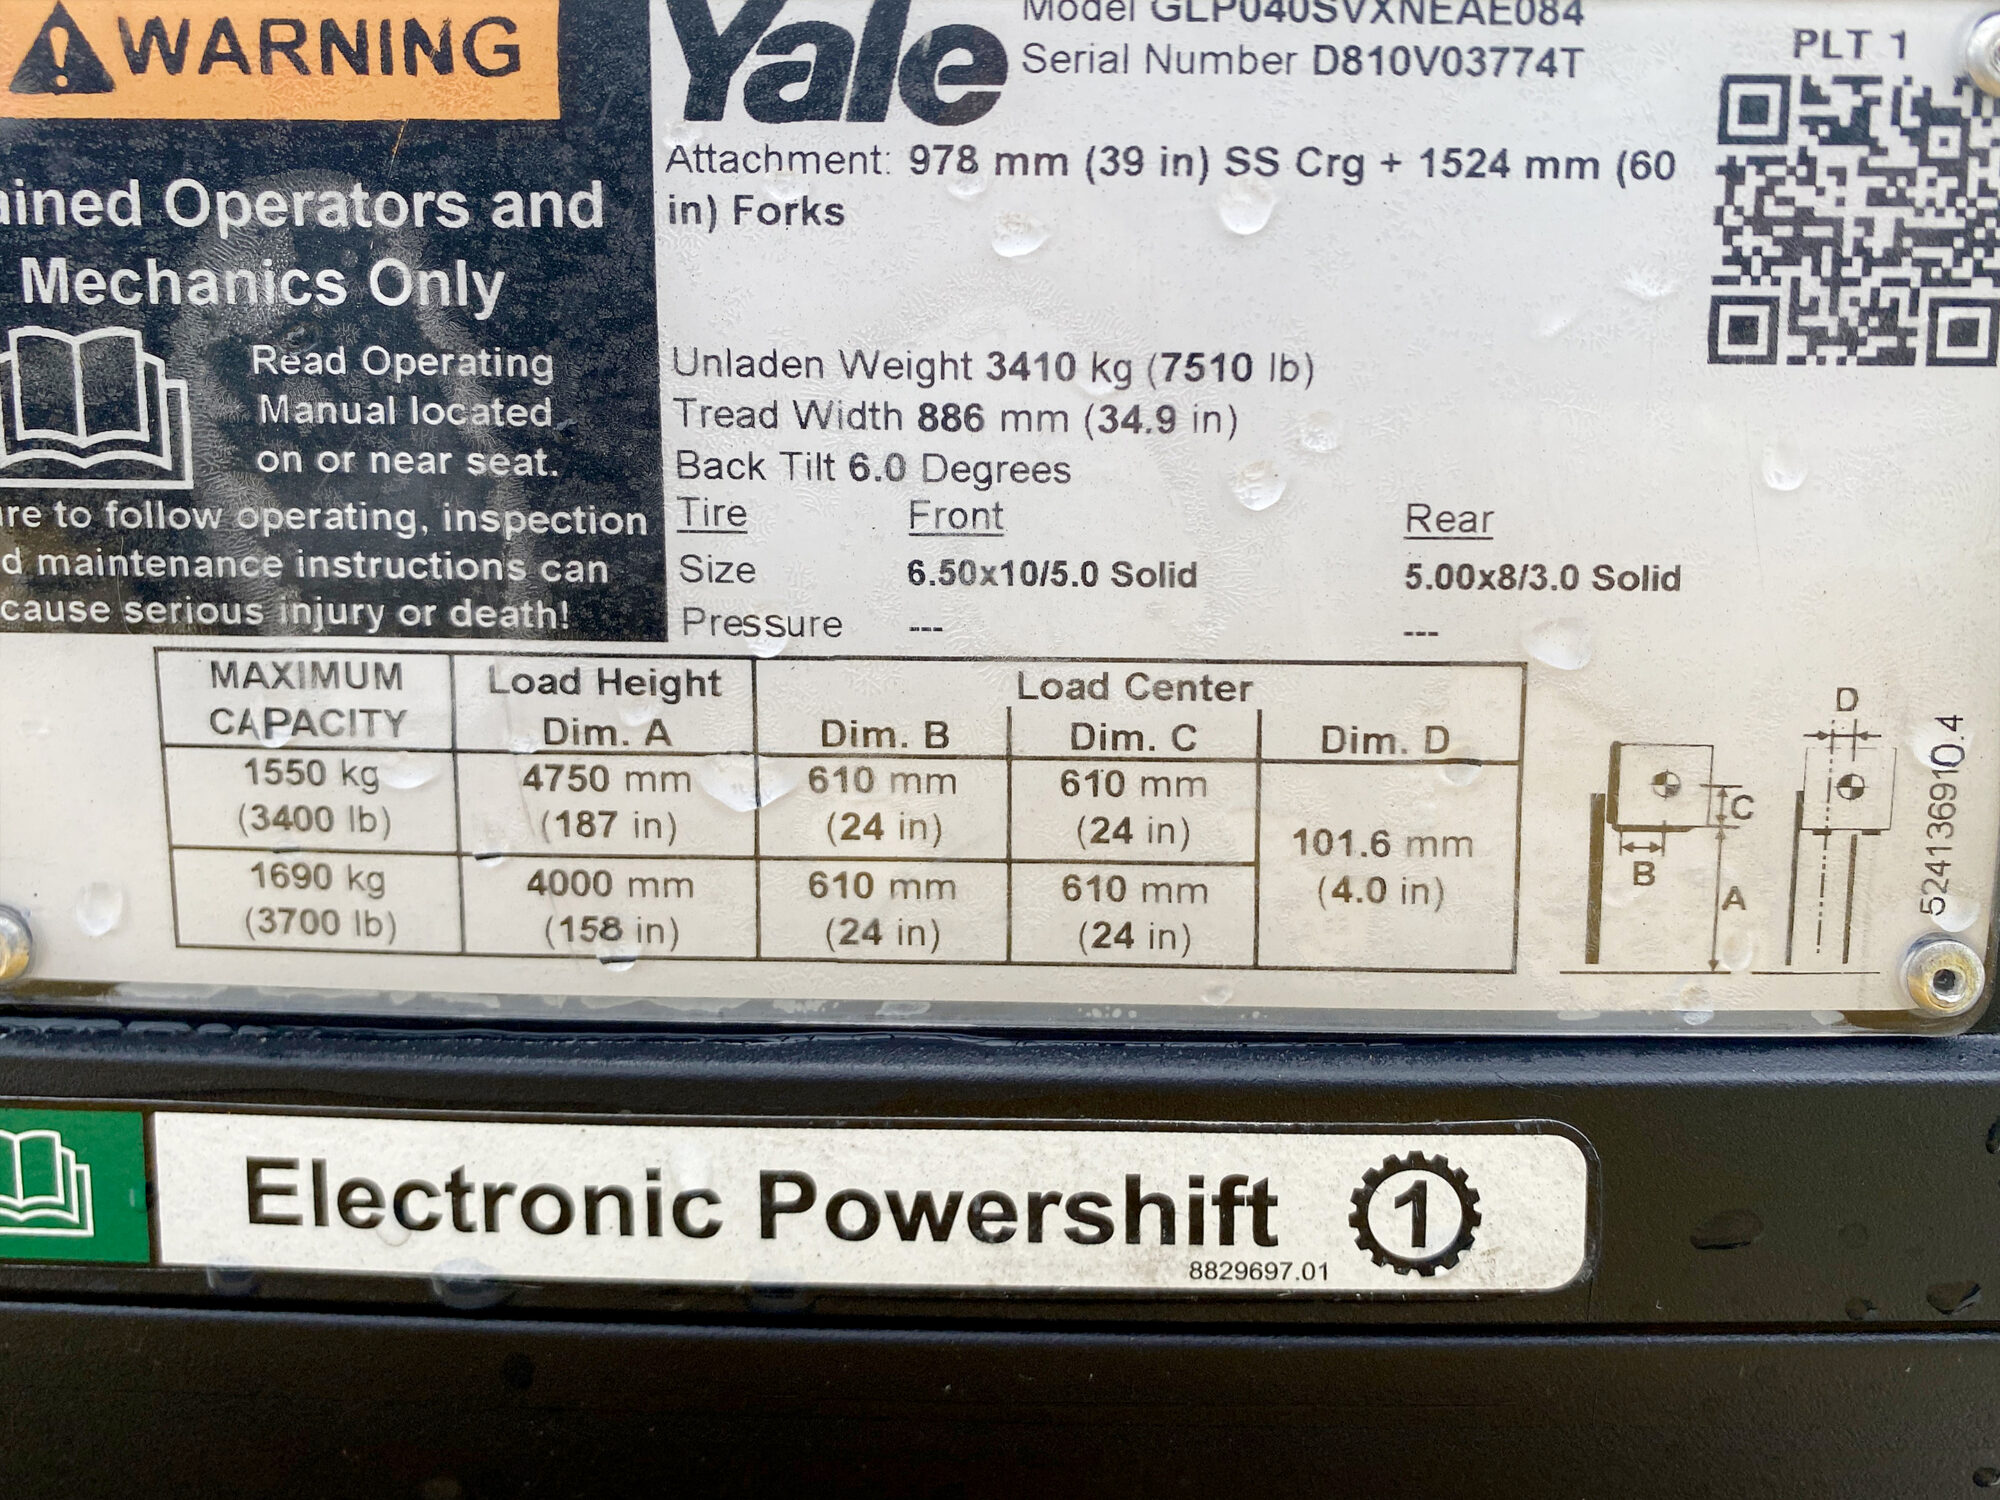 WARNING
ained Operators and
Mechanics Only
Read Operating
Manual located
on or near seat.
re to follow operating, inspection
d maintenance instructions can
cause serious injury or death!
Yale
Model GLP040SVXNEAE084
Serial Number D810V03774T
PLT 1
Attachment: 978 mm (39 in) SS Crg + 1524 mm (60
in) Forks
Unladen Weight 3410 kg (7510 lb)
Tread Width 886 mm (34.9 in)
Back Tilt 6.0 Degrees
Tire Front Rear
Size 6.50x10/5.0 Solid 5.00x8/3.0 Solid
Pressure --- ---
MAXIMUM Load Height Load Center
CAPACITY Dim. A Dim. B Dim. C Dim. D
1550 kg 4750 mm 610 mm 610 mm
(3400 lb) (187 in) (24 in) (24 in)
101.6 mm
(4.0 in)
1690 kg 4000 mm 610 mm 610 mm
(3700 lb) (158 in) (24 in) (24 in)
D
C
B
A
524136910.4
Electronic Powershift 1
8829697.01